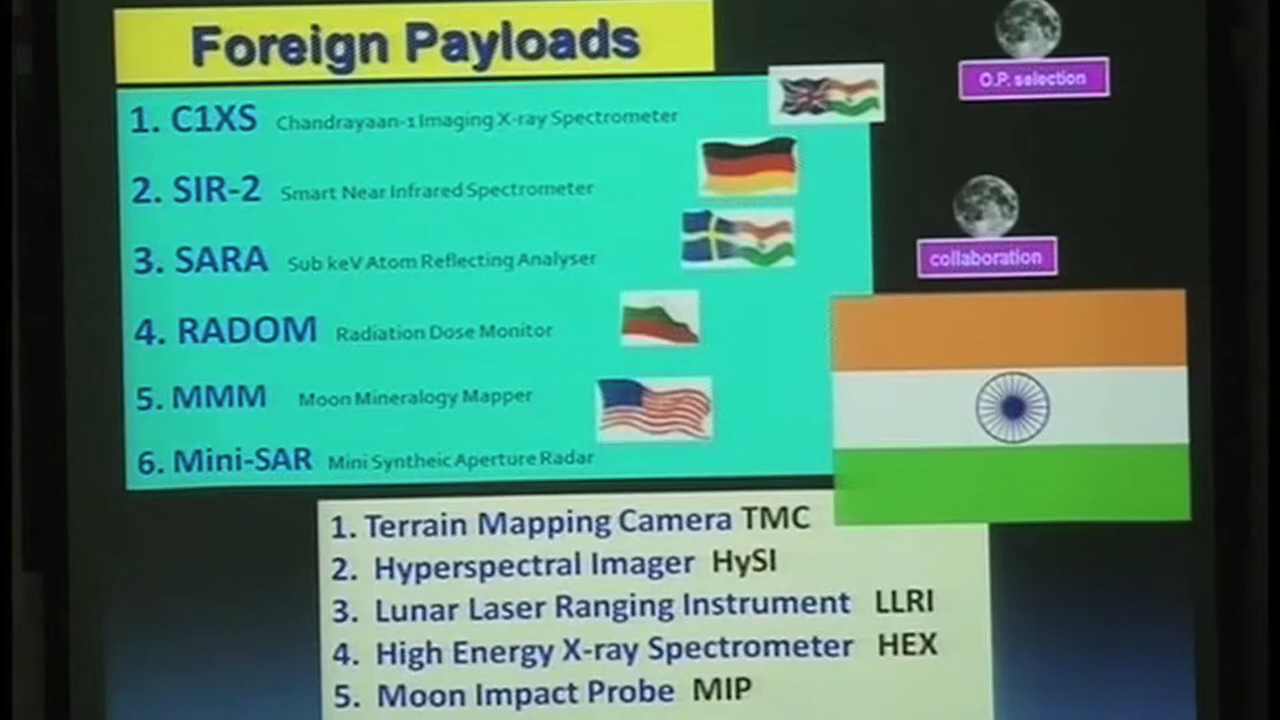 Foreign Payloads
1. C1XS Chandrayaan-1 Imaging X-ray Spectrometer
2. SIR-2 Smart Near Infrared Spectrometer
3. SARA Sub keV Atom Reflecting Analyser
4. RADOM Radiation Dose Monitor
5. MMM Moon Mineralogy Mapper
6. Mini-SAR Mini Syntheic Aperture Radar
O.P. selection
collaboration
1. Terrain Mapping Camera TMC
2. Hyperspectral Imager HySI
3. Lunar Laser Ranging Instrument LLRI
4. High Energy X-ray Spectrometer HEX
5. Moon Impact Probe MIP